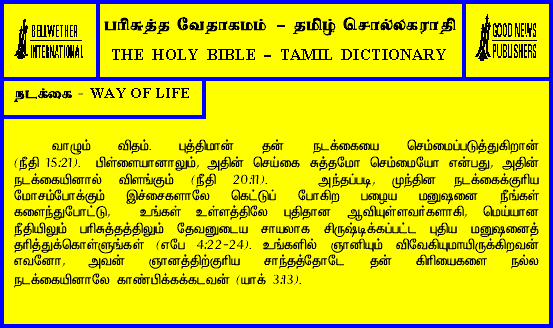 BELLWETHER
INTERNATIONAL
பரிசுத்த வேதாகமம் – தமிழ் சொல்லகராதி
THE HOLY BIBLE – TAMIL DICTIONARY
GOOD NEWS
PUBLISHERS
நடக்கை - WAY OF LIFE
வாழும் விதம். புத்திமான் தன் நடக்கையை செம்மைப்படுத்துகிறான்
(நீதி 15:21). பிள்ளையானாலும், அதின் செய்கை சுத்தமோ செம்மையோ என்பது, அதின்
நடக்கையினால் விளங்கும் (நீதி 20:11). அந்தப்படி, முந்தின நடக்கைக்குரிய
மோசம்போக்கும் இச்சைகளாலே கெட்டுப் போகிற பழைய மனுஷனை நீங்கள்
களைந்துபோட்டு, உங்கள் உள்ளத்திலே புதிதான ஆவியுள்ளவர்களாகி, மெய்யான
நீதியிலும் பரிசுத்தத்திலும் தேவனுடைய சாயலாக சிருஷ்டிக்கப்பட்ட புதிய மனுஷனைத்
தரித்துக்கொள்ளுங்கள் (எபே 4:22-24). உங்களில் ஞானியும் விவேகியுமாயிருக்கிறவன்
எவனோ, அவன் ஞானத்திற்குரிய சாந்தத்தோடே தன் கிரியைகளை நல்ல
நடக்கையினாலே காண்பிக்கக்கடவன் (யாக் 3:13).